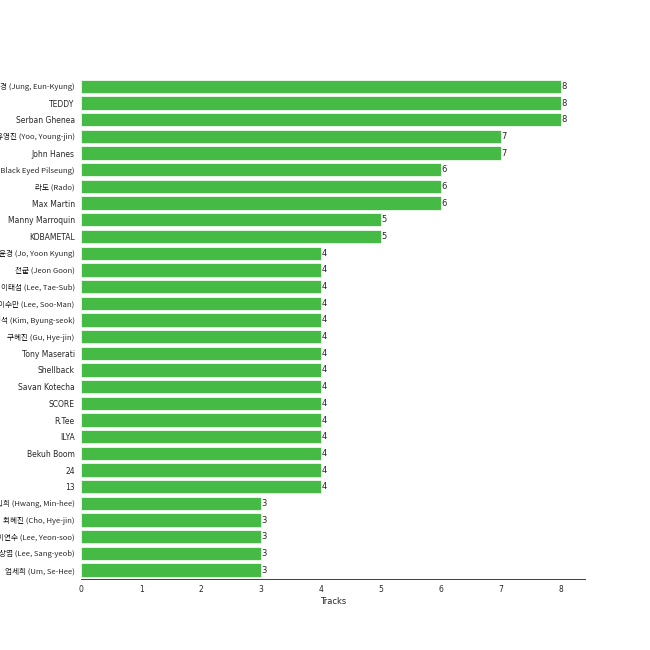 경 (Jung, Eun-Kyung) 8
TEDDY 8
Serban Ghenea 8
유영진 (Yoo, Young-jin) 7
John Hanes 7
Black Eyed Pilseung) 6
라도 (Rado) 6
Max Martin 6
Manny Marroquin 5
KOBAMETAL 5
윤경 (Jo, Yoon Kyung) 4
전군 (Jeon Goon) 4
이태섭 (Lee, Tae-Sub) 4
이수만 (Lee, Soo-Man) 4
석 (Kim, Byung-seok) 4
구혜진 (Gu, Hye-jin) 4
Tony Maserati 4
Shellback 4
Savan Kotecha 4
SCORE 4
R.Tee 4
ILYA 4
Bekuh Boom 4
24 4
13 4
민희 (Hwang, Min-hee) 3
최혜진 (Cho, Hye-jin) 3
이연수 (Lee, Yeon-soo) 3
상엽 (Lee, Sang-yeob) 3
엄세희 (Um, Se-Hee) 3
0 1 2 3 4 5 6 7 8
Tracks